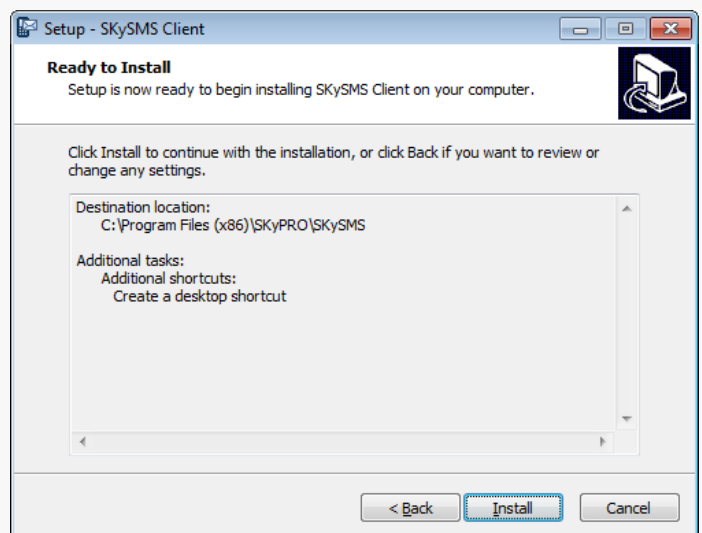 Setup - SKySMS Client
Ready to Install
Setup is now ready to begin installing SKySMS Client on your computer.
Click Install to continue with the installation, or click Back if you want to review or
change any settings.
Destination location:
C:\Program Files (x86)\SKyPRO\SKySMS
Additional tasks:
Additional shortcuts:
Create a desktop shortcut
< Back
Install
Cancel